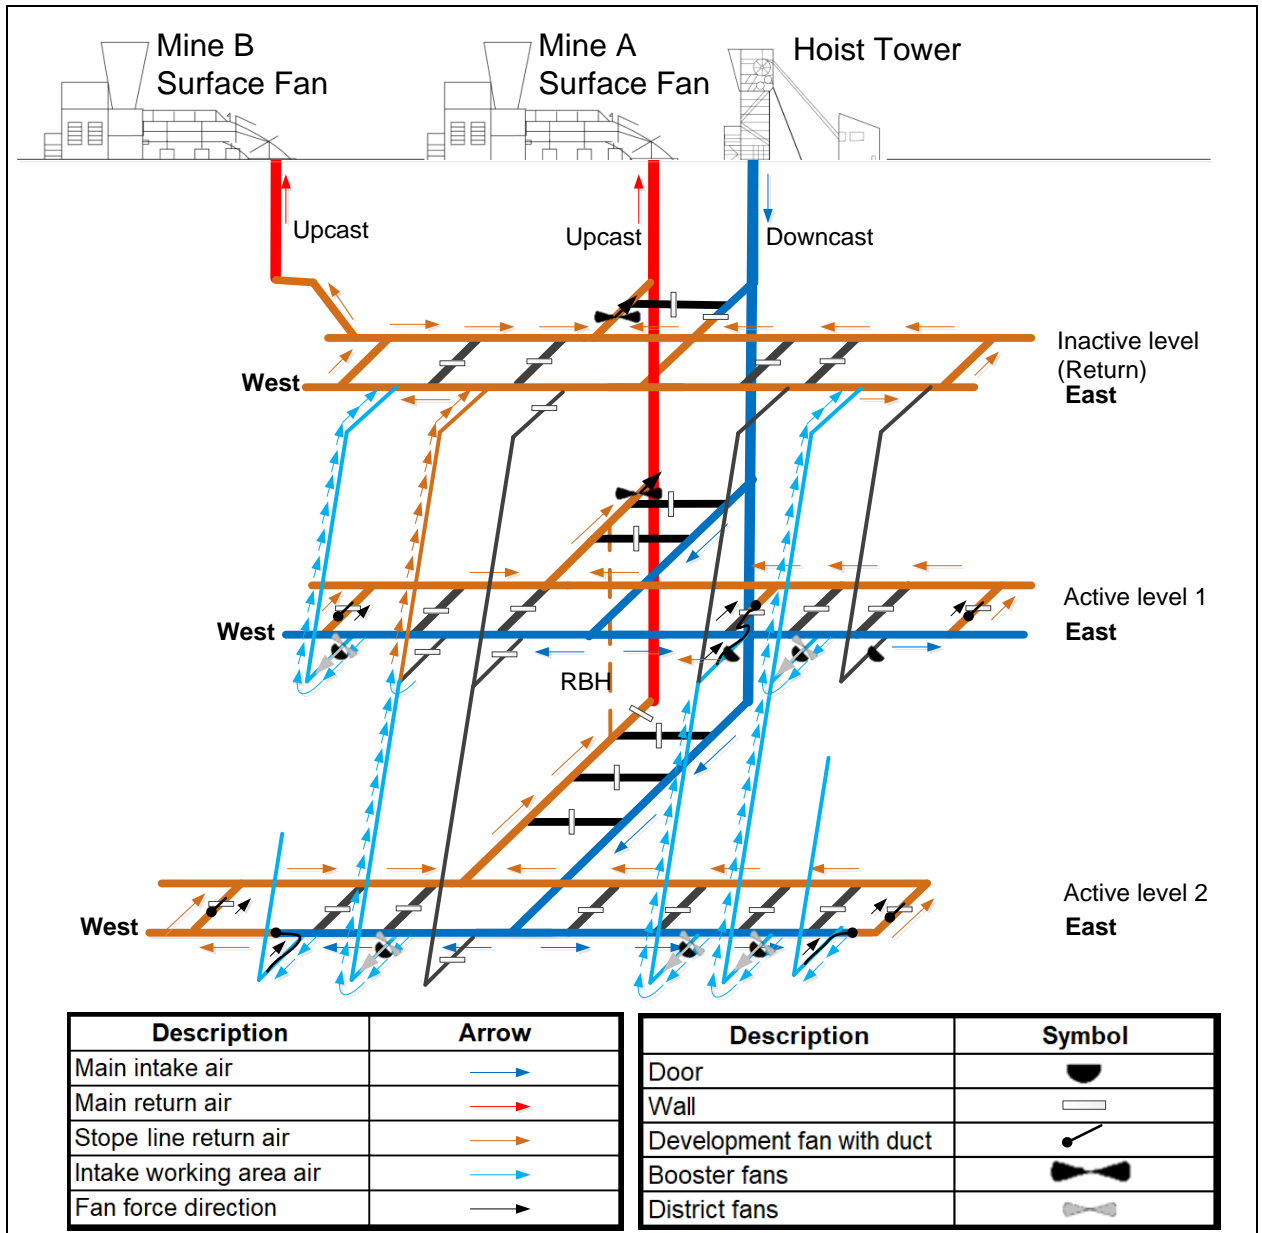 Mine B
Surface Fan
Mine A
Surface Fan
Hoist Tower
Upcast
Upcast
Downcast
Inactive level
(Return)
West
East
Active level 1
West
East
RBH
Active level 2
West
East
Description Arrow
Main intake air
Main return air
Stope line return air
Intake working area air
Fan force direction
Description Symbol
Door
Wall
Development fan with duct
Booster fans
District fans